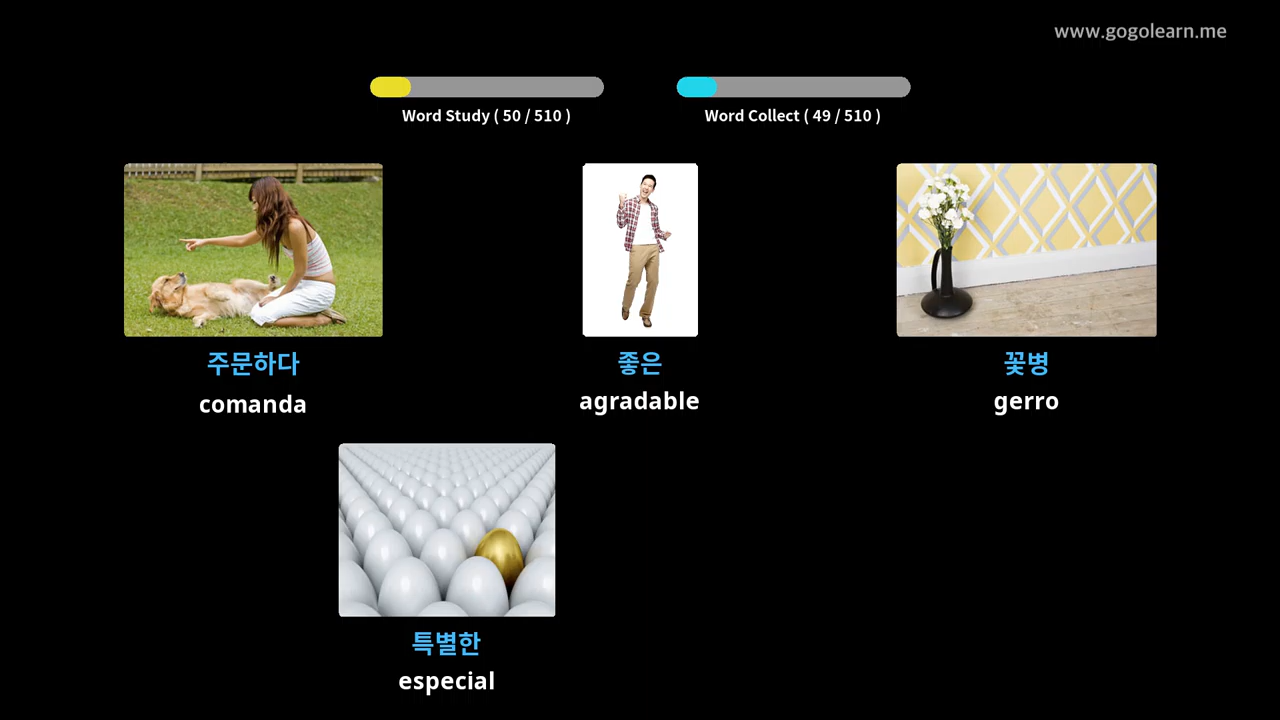 www.gogolearn.me
Word Study ( 50 / 510 )
Word Collect ( 49 / 510 )
주문하다
좋은
꽃병
comanda
agradable
gerro
특별한
especial